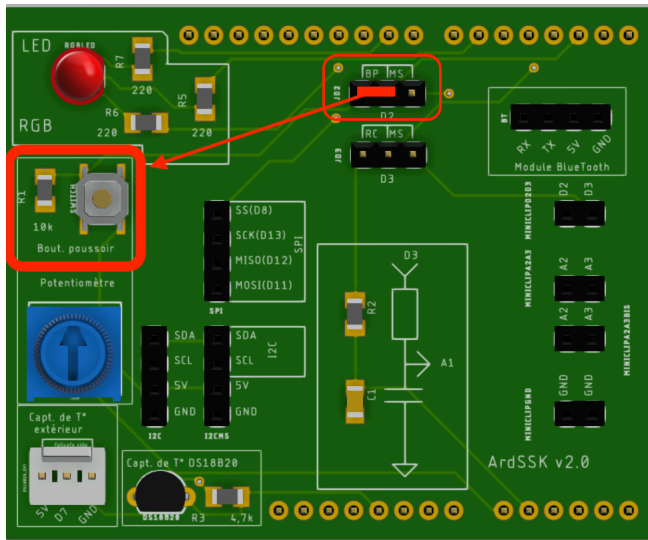 LED
RGBLED
R7
220
R5
R6
220
220
RGB
BP MS
JD2
D2
RC MS
JD3
D3
BT
RX TX 5V GND
Module BlueTooth
R1
SWITCH
10k
Bout. poussoir
SS(D8)
SCK(D13)
MISO(D12)
MOSI(D11)
SPI
SPI
D2 D3
MINICLIPD2D3
A2 A3
MINICLIPA2A3
A2 A3
MINICLIPA2A3BIS
GND GND
MINICLIPGND
Potentiomètre
SDA
SCL
5V
GND
I2C
SDA
SCL
I2C
5V
GND
I2CMS
D3
R2
A1
C1
Capt. de T°
extérieur
5V D7 GND
Capt. de T° DS18B20
DS18B20
R3
4,7k
ArdSSK v2.0